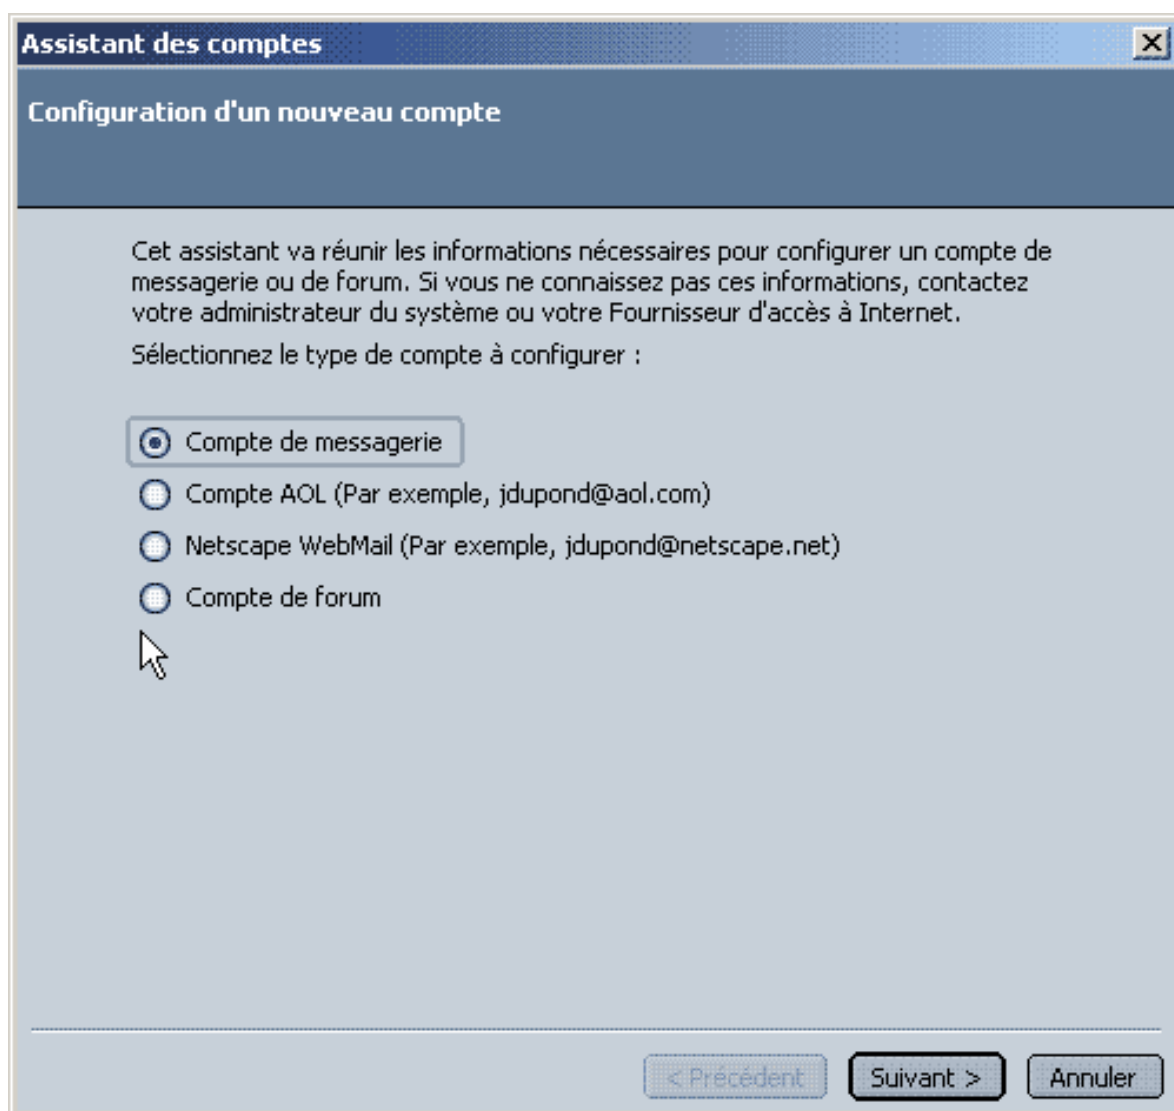 Assistant des comptes
Configuration d'un nouveau compte
Cet assistant va réunir les informations nécessaires pour configurer un compte de
messagerie ou de forum. Si vous ne connaissez pas ces informations, contactez
votre administrateur du système ou votre Fournisseur d'accès à Internet.
Sélectionnez le type de compte à configurer :
Compte de messagerie
Compte AOL (Par exemple, jdupond@aol.com)
Netscape WebMail (Par exemple, jdupond@netscape.net)
Compte de forum
< Précédent
Suivant >
Annuler